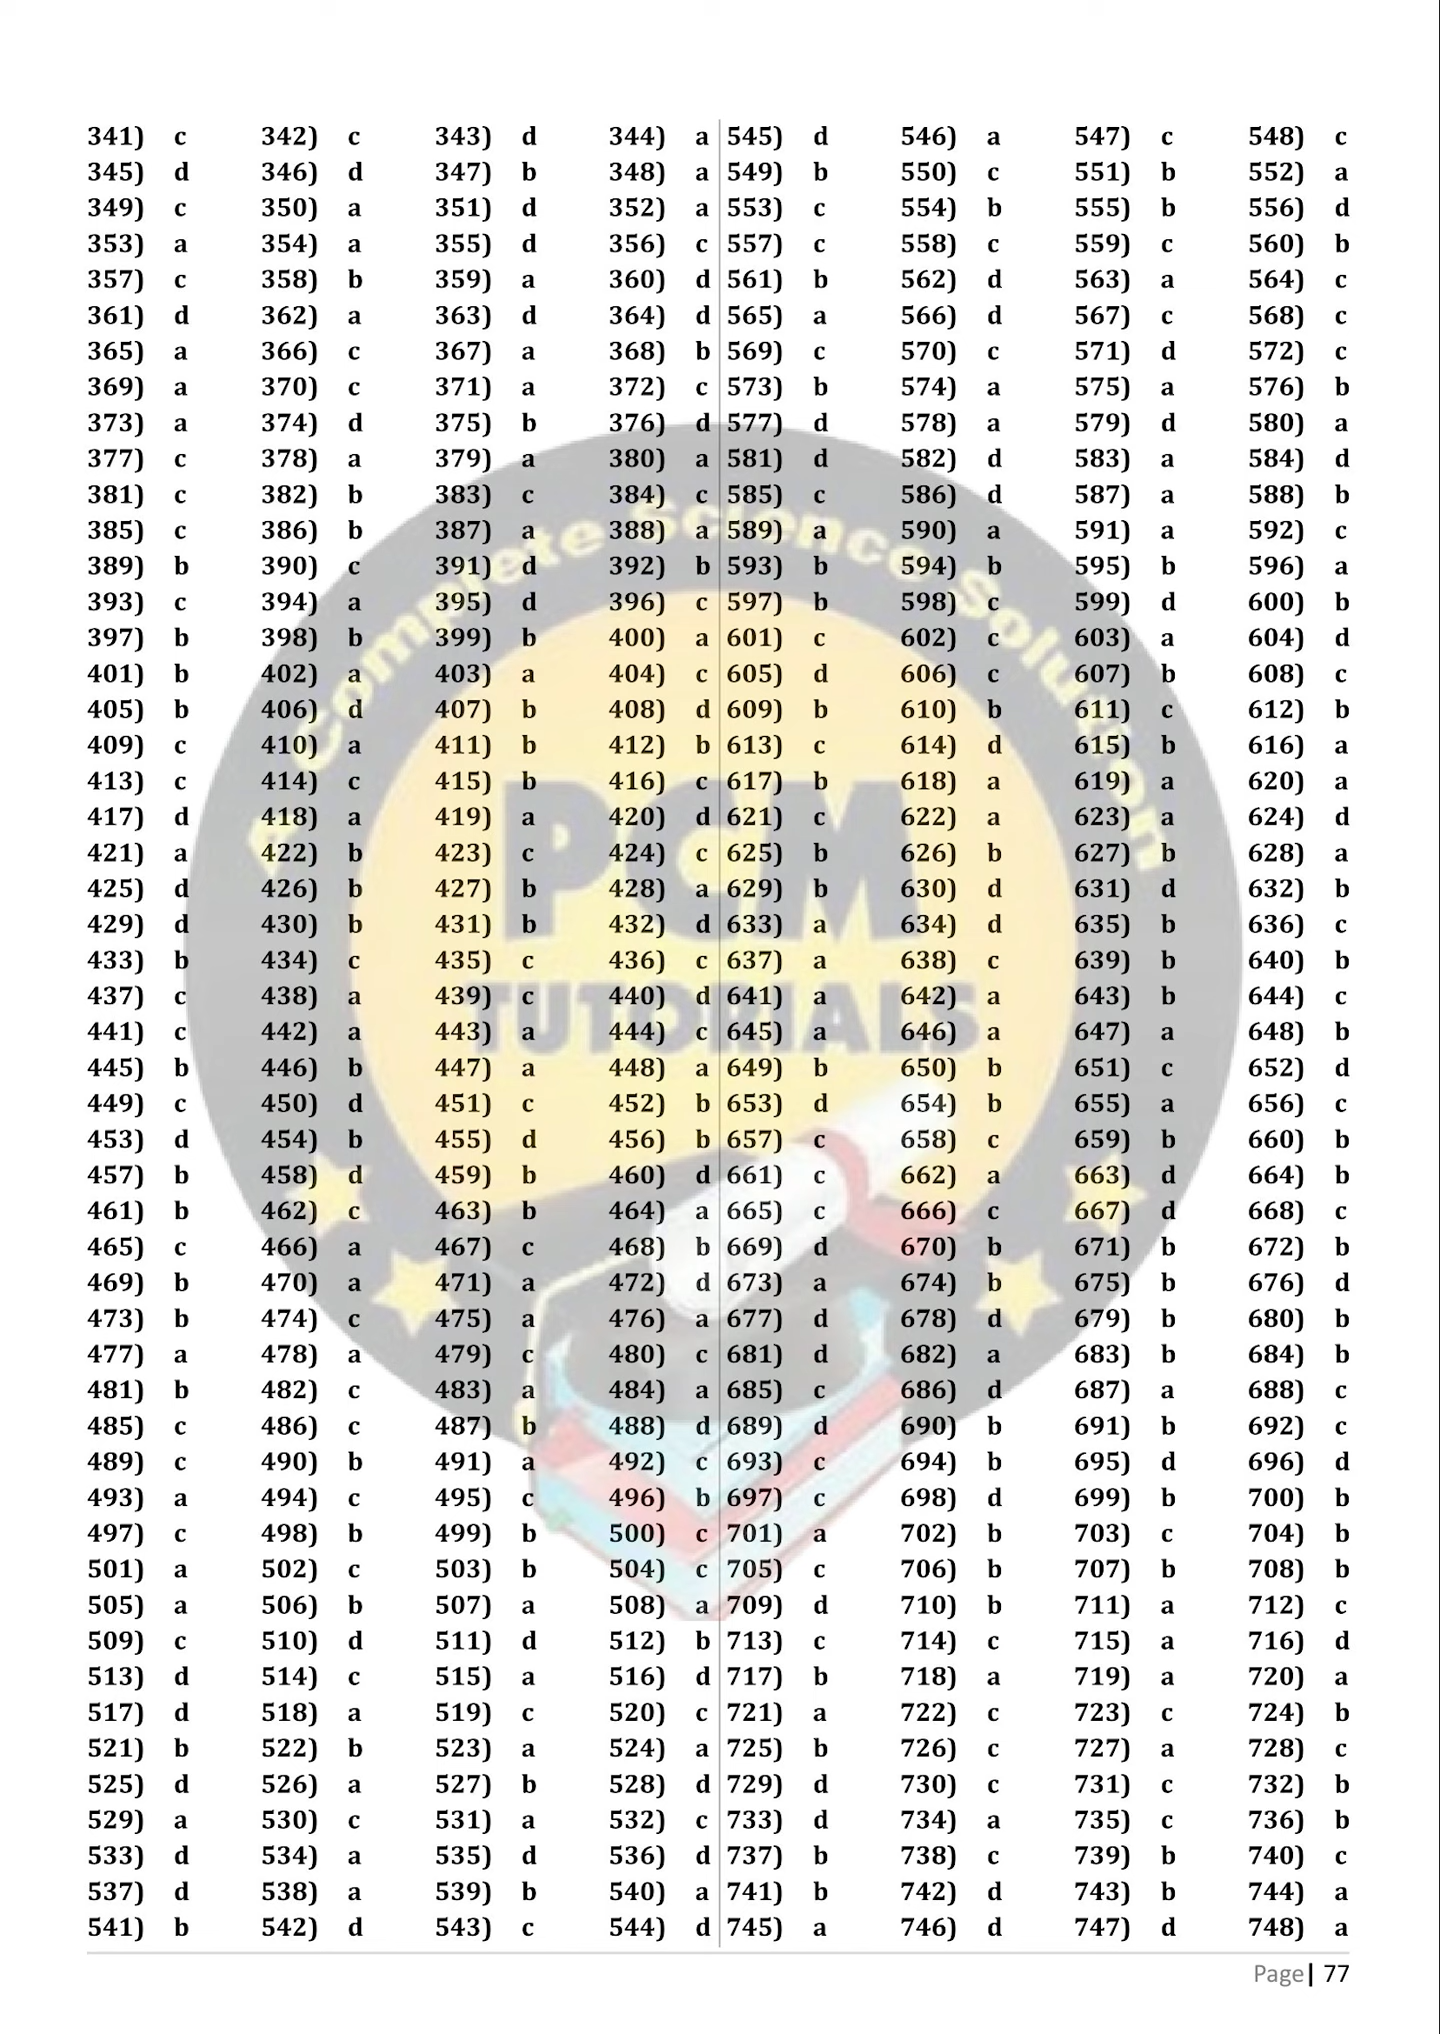 341) c 342) c 343) d 344) a 545) d 546) a 547) c 548) c
345) d 346) d 347) b 348) a 549) b 550) c 551) b 552) a
349) c 350) a 351) d 352) a 553) c 554) b 555) b 556) d
353) a 354) a 355) d 356) c 557) c 558) c 559) c 560) b
357) c 358) b 359) a 360) d 561) b 562) d 563) a 564) c
361) d 362) a 363) d 364) d 565) a 566) d 567) c 568) c
365) a 366) c 367) a 368) b 569) c 570) c 571) d 572) c
369) a 370) c 371) a 372) c 573) b 574) a 575) a 576) b
373) a 374) d 375) b 376) d 577) d 578) a 579) d 580) a
377) c 378) a 379) a 380) a 581) d 582) d 583) a 584) d
381) c 382) b 383) c 384) c 585) c 586) d 587) a 588) b
385) c 386) b 387) a 388) a 589) a 590) a 591) a 592) c
389) b 390) c 391) d 392) b 593) b 594) b 595) b 596) a
393) c 394) a 395) d 396) c 597) b 598) c 599) d 600) b
397) b 398) b 399) b 400) a 601) c 602) c 603) a 604) d
401) b 402) a 403) a 404) c 605) d 606) c 607) b 608) c
405) b 406) d 407) b 408) d 609) b 610) b 611) c 612) b
409) c 410) a 411) b 412) b 613) c 614) d 615) b 616) a
413) c 414) c 415) b 416) c 617) b 618) a 619) a 620) a
417) d 418) a 419) a 420) d 621) c 622) a 623) a 624) d
421) a 422) b 423) c 424) c 625) b 626) b 627) b 628) a
425) d 426) b 427) b 428) a 629) b 630) d 631) d 632) b
429) d 430) b 431) b 432) d 633) a 634) d 635) b 636) c
433) b 434) c 435) c 436) c 637) a 638) c 639) b 640) b
437) c 438) a 439) c 440) d 641) a 642) a 643) b 644) c
441) c 442) a 443) a 444) c 645) a 646) a 647) a 648) b
445) b 446) b 447) a 448) a 649) b 650) b 651) c 652) d
449) c 450) d 451) c 452) b 653) d 654) b 655) a 656) c
453) d 454) b 455) d 456) b 657) c 658) c 659) b 660) b
457) b 458) d 459) b 460) d 661) c 662) a 663) d 664) b
461) b 462) c 463) b 464) a 665) c 666) c 667) d 668) c
465) c 466) a 467) c 468) b 669) d 670) b 671) b 672) b
469) b 470) a 471) a 472) d 673) a 674) b 675) b 676) d
473) b 474) c 475) a 476) a 677) d 678) d 679) b 680) b
477) a 478) a 479) c 480) c 681) d 682) a 683) b 684) b
481) b 482) c 483) a 484) a 685) c 686) d 687) a 688) c
485) c 486) c 487) b 488) d 689) d 690) b 691) b 692) c
489) c 490) b 491) a 492) c 693) c 694) b 695) d 696) d
493) a 494) c 495) c 496) b 697) c 698) d 699) b 700) b
497) c 498) b 499) b 500) c 701) a 702) b 703) c 704) b
501) a 502) c 503) b 504) c 705) c 706) b 707) b 708) b
505) a 506) b 507) a 508) a 709) d 710) b 711) a 712) c
509) c 510) d 511) d 512) b 713) c 714) c 715) a 716) d
513) d 514) c 515) a 516) d 717) b 718) a 719) a 720) a
517) d 518) a 519) c 520) c 721) a 722) c 723) c 724) b
521) b 522) b 523) a 524) a 725) b 726) c 727) a 728) c
525) d 526) a 527) b 528) d 729) d 730) c 731) c 732) b
529) a 530) c 531) a 532) c 733) d 734) a 735) c 736) b
533) d 534) a 535) d 536) d 737) b 738) c 739) b 740) c
537) d 538) a 539) b 540) a 741) b 742) d 743) b 744) a
541) b 542) d 543) c 544) d 745) a 746) d 747) d 748) a
A Complete Science Solution
PCM
TUTORIALS
Page| 77